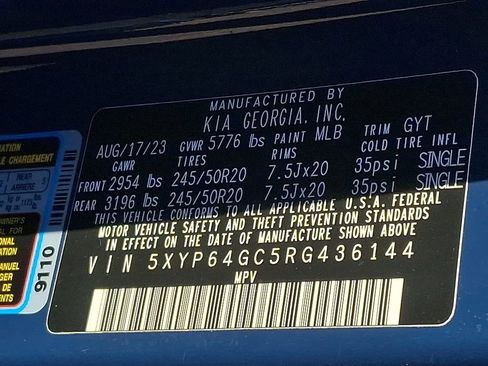 MANUFACTURED BY
KIA GEORGIA, INC.
AUG/17/23 GVWR 5776 lbs PAINT MLB TRIM GYT
GAWR TIRES RIMS COLD TIRE INFL
FRONT 2954 lbs 245/50R20 7.5Jx20 35psi SINGLE
REAR 3196 lbs 245/50R20 7.5Jx20 35psi SINGLE
THIS VEHICLE CONFORMS TO ALL APPLICABLE U.S.A. FEDERAL
MOTOR VEHICLE SAFETY AND THEFT PREVENTION STANDARDS
IN EFFECT ON THE DATE OF MANUFACTURE SHOWN ABOVE
VIN 5XYP64GC5RG436144
MPV
CHARGEMENT
REAR
ARRIERE
9110